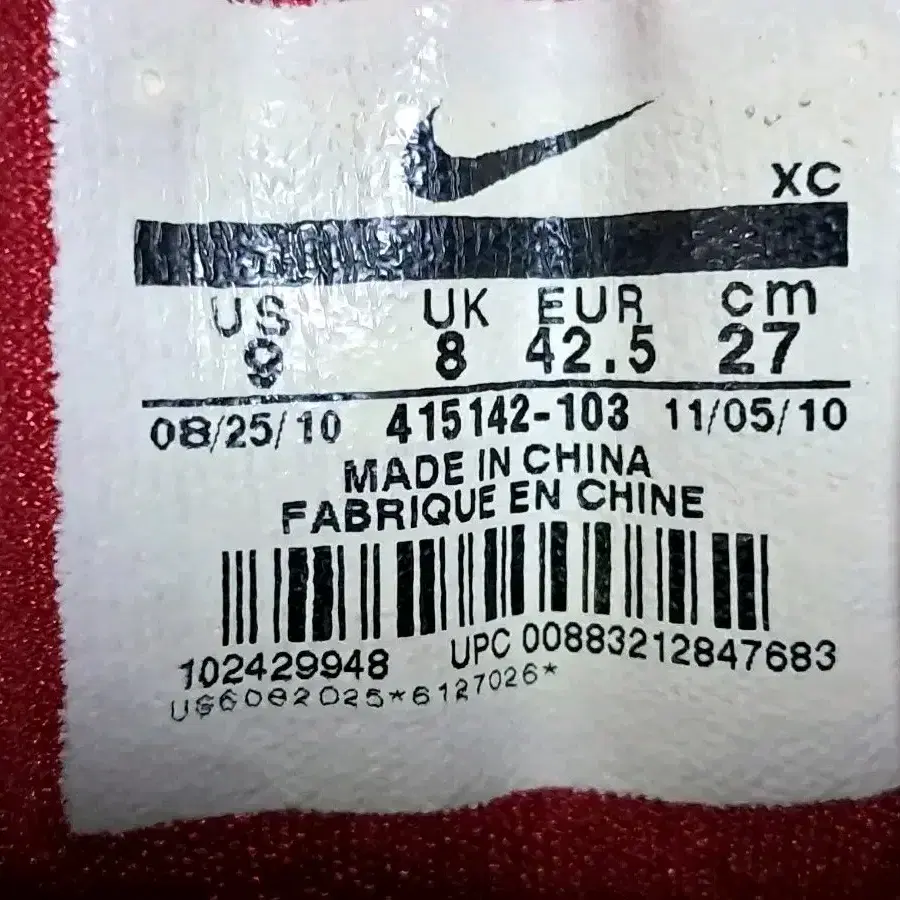 XC
US UK EUR cm
9 8 42.5 27
08/25/10 415142-103 11/05/10
MADE IN CHINA
FABRIQUE EN CHINE
102429948 UPC 00883212847683
US6082025*6127026*